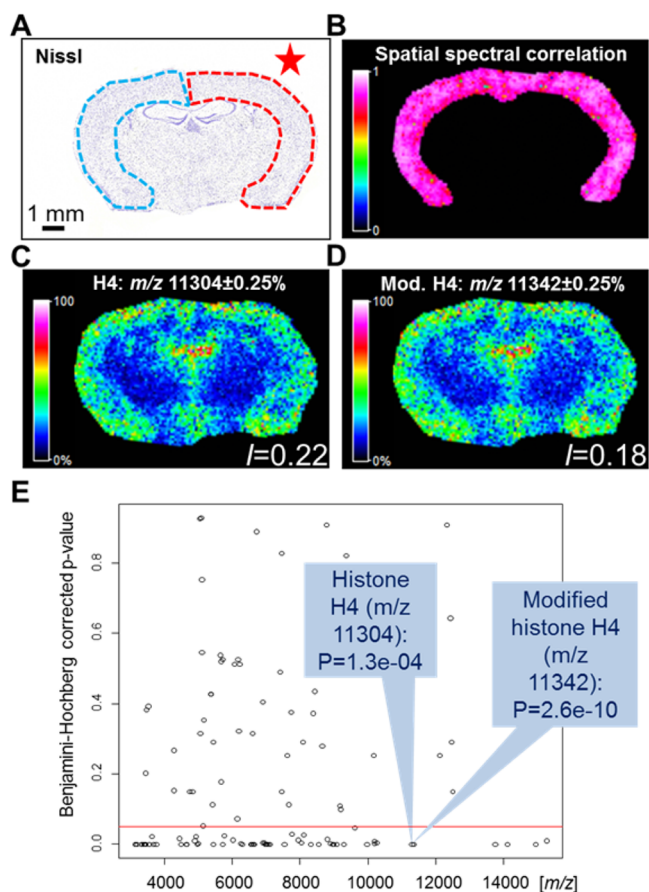 A
Nissl
1 mm
B
Spatial spectral correlation
1
0
C
H4: m/z 11304±0.25%
100
0%
I=0.22
D
Mod. H4: m/z 11342±0.25%
100
0%
I=0.18
E
Benjamini-Hochberg corrected p-value
0.8
0.6
0.4
0.2
0.0
Histone
H4 (m/z
11304):
P=1.3e-04
Modified
histone H4
(m/z
11342):
P=2.6e-10
4000 6000 8000 10000 12000 14000 [m/z]